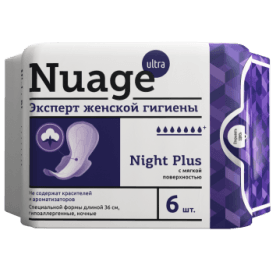 Nuage
ultra
Эксперт женской гигиены
Night Plus
с мягкой
поверхностью
Не содержат красителей
и ароматизаторов
Специальной формы длиной 36 см,
гипоаллергенные, ночные
6 шт.